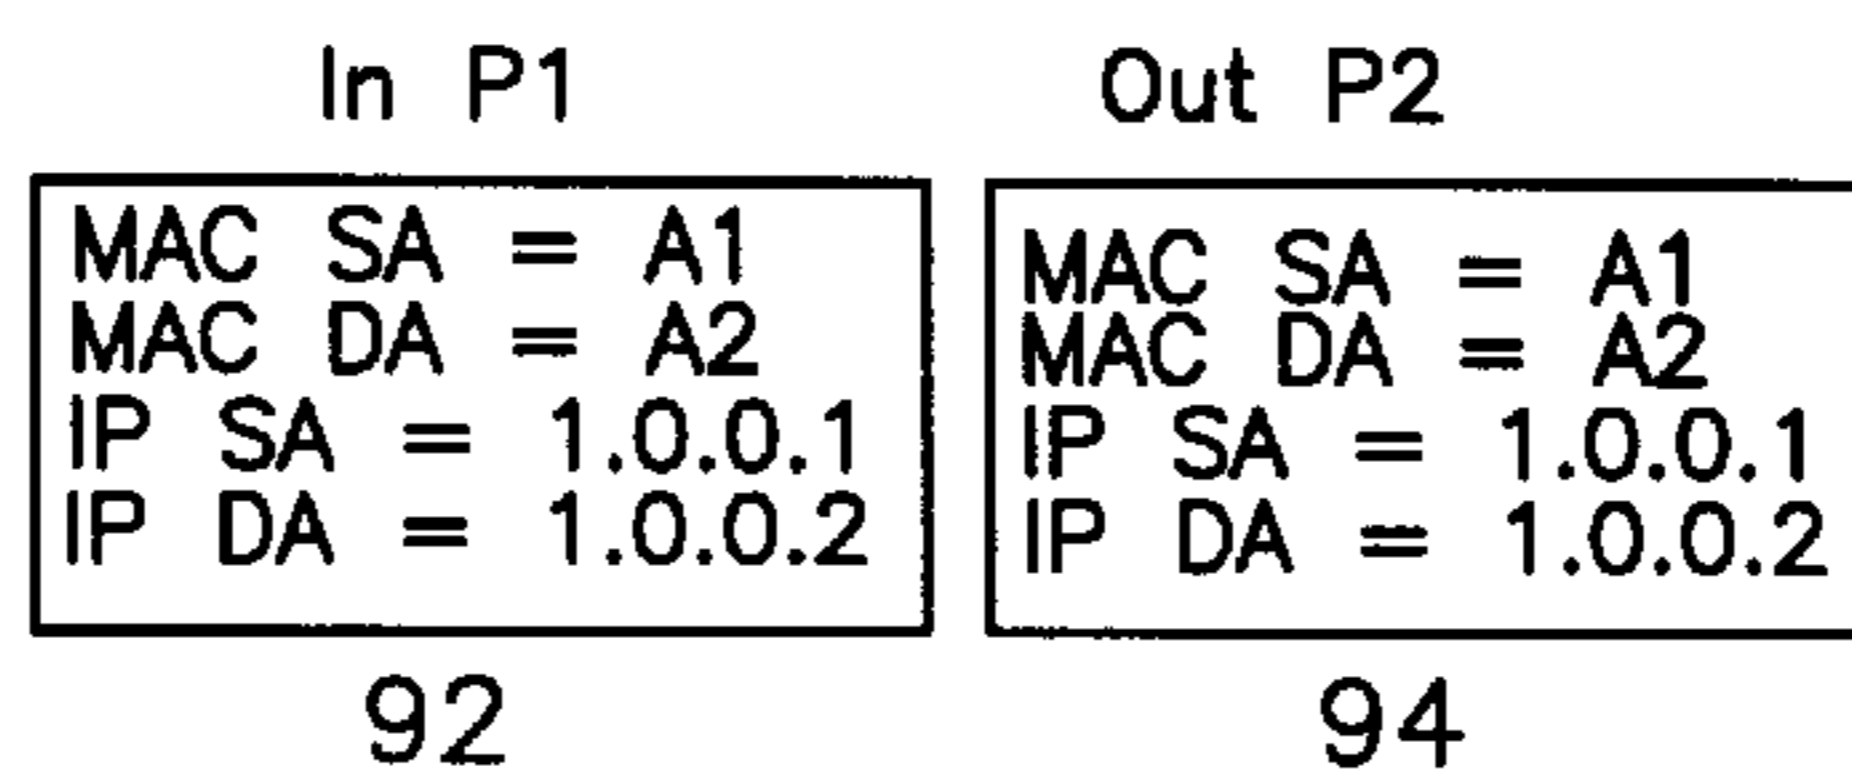 In P1
MAC SA = A1
MAC DA = A2
IP SA = 1.0.0.1
IP DA = 1.0.0.2
92
Out P2
MAC SA = A1
MAC DA = A2
IP SA = 1.0.0.1
IP DA = 1.0.0.2
94